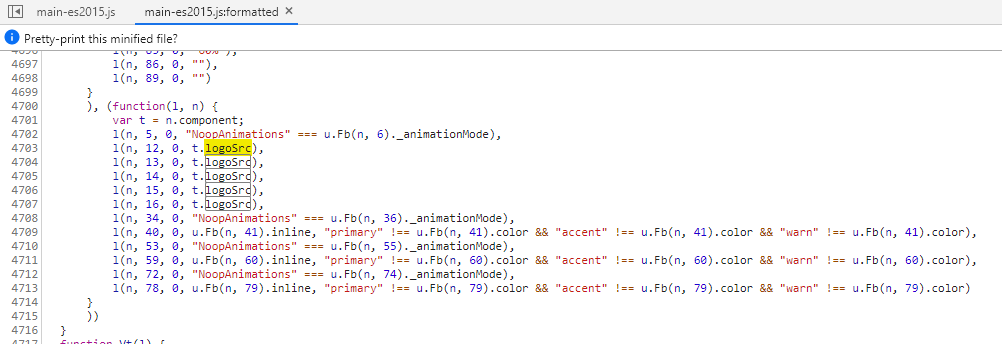 main-es2015.js main-es2015.js:formatted ×
i Pretty-print this minified file?
4697 l(n, 86, 0, ""),
4698 l(n, 89, 0, "")
4699 }
4700 ), (function(l, n) {
4701 var t = n.component;
4702 l(n, 5, 0, "NoopAnimations" === u.Fb(n, 6)._animationMode),
4703 l(n, 12, 0, t.logoSrc),
4704 l(n, 13, 0, t.logoSrc),
4705 l(n, 14, 0, t.logoSrc),
4706 l(n, 15, 0, t.logoSrc),
4707 l(n, 16, 0, t.logoSrc),
4708 l(n, 34, 0, "NoopAnimations" === u.Fb(n, 36)._animationMode),
4709 l(n, 40, 0, u.Fb(n, 41).inline, "primary" !== u.Fb(n, 41).color && "accent" !== u.Fb(n, 41).color && "warn" !== u.Fb(n, 41).color),
4710 l(n, 53, 0, "NoopAnimations" === u.Fb(n, 55)._animationMode),
4711 l(n, 59, 0, u.Fb(n, 60).inline, "primary" !== u.Fb(n, 60).color && "accent" !== u.Fb(n, 60).color && "warn" !== u.Fb(n, 60).color),
4712 l(n, 72, 0, "NoopAnimations" === u.Fb(n, 74)._animationMode),
4713 l(n, 78, 0, u.Fb(n, 79).inline, "primary" !== u.Fb(n, 79).color && "accent" !== u.Fb(n, 79).color && "warn" !== u.Fb(n, 79).color)
4714 }
4715 ))
4716 }
4717 function Vt(l) {